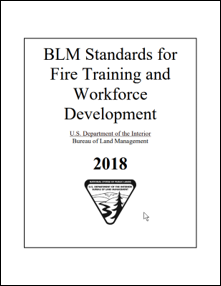 BLM Standards for
Fire Training and
Workforce
Development
U.S. Department of the Interior
Bureau of Land Management
2018